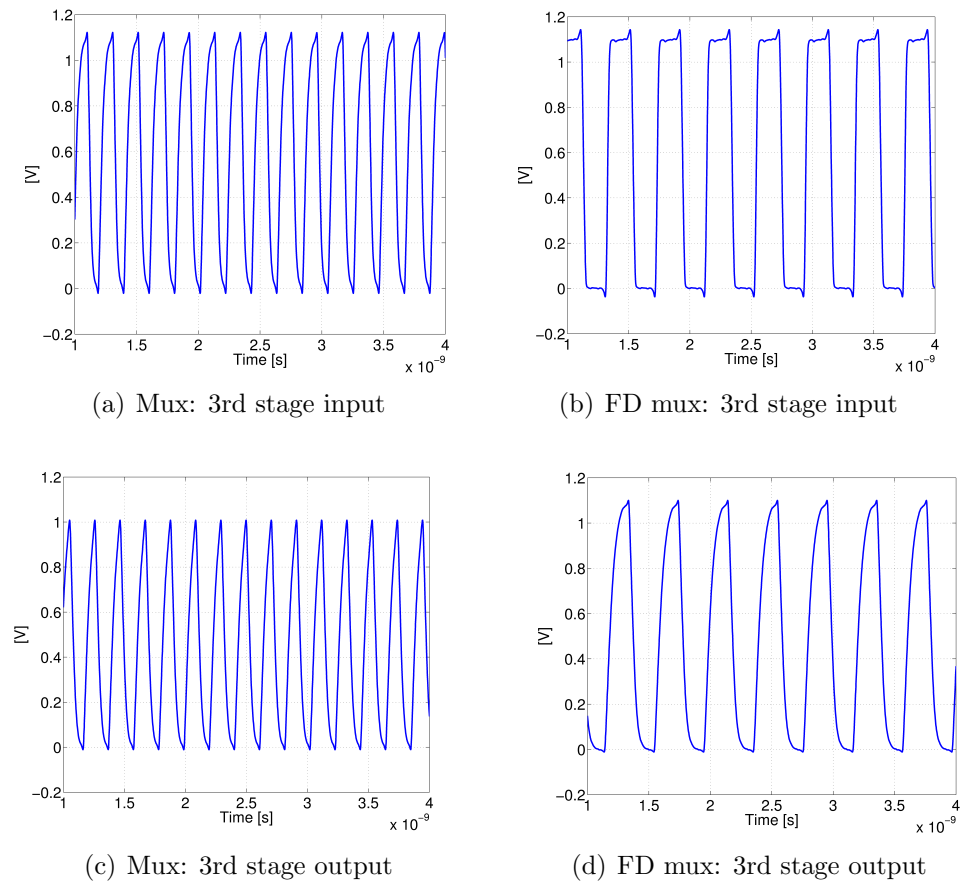 1.2
1
0.8
0.6
0.4
0.2
0
−0.2
[V]
1 1.5 2 2.5 3 3.5 4
Time [s]
x 10⁻⁹
(a) Mux: 3rd stage input
1.2
1
0.8
0.6
0.4
0.2
0
−0.2
[V]
1 1.5 2 2.5 3 3.5 4
Time [s]
x 10⁻⁹
(b) FD mux: 3rd stage input
1.2
1
0.8
0.6
0.4
0.2
0
−0.2
[V]
1 1.5 2 2.5 3 3.5 4
Time [s]
x 10⁻⁹
(c) Mux: 3rd stage output
1.2
1
0.8
0.6
0.4
0.2
0
−0.2
[V]
1 1.5 2 2.5 3 3.5 4
Time [s]
x 10⁻⁹
(d) FD mux: 3rd stage output